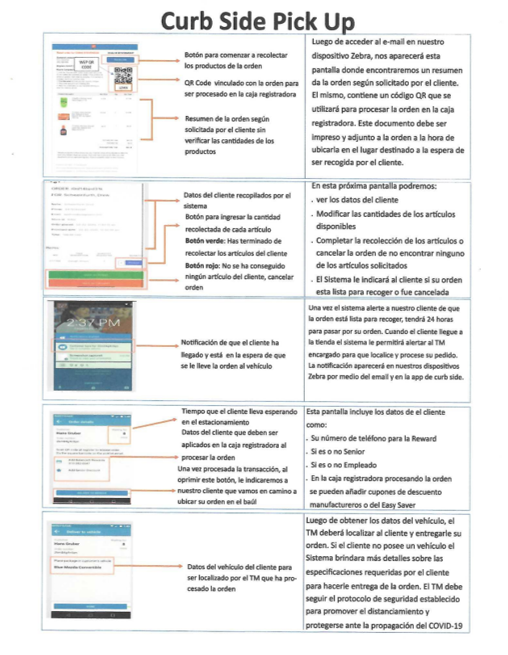 Curb Side Pick Up
Botón para comenzar a recolectar
los productos de la orden
QR Code vinculado con la orden para
ser procesado en la caja registradora
Resumen de la orden según
solicitada por el cliente sin
verificar las cantidades de los
productos
Luego de acceder al e-mail en nuestro
dispositivo Zebra, nos aparecerá esta
pantalla donde encontraremos un resumen
da la orden según solicitado por el cliente.
El mismo, contiene un código QR que se
utilizará para procesar la orden en la caja
registradora. Este documento debe ser
impreso y adjunto a la orden a la hora de
ubicarla en el lugar destinado a la espera de
ser recogida por el cliente.
Datos del cliente recopilados por el
sistema
Botón para ingresar la cantidad
recolectada de cada artículo
Botón verde: Has terminado de
recolectar los artículos del cliente
Botón rojo: No se ha conseguido
ningún artículo del cliente, cancelar
orden
En esta próxima pantalla podremos:
. ver los datos del cliente
. Modificar las cantidades de los artículos
disponibles
. Completar la recolección de los artículos o
cancelar la orden de no encontrar ninguno
de los artículos solicitados
. El Sistema le indicará al cliente si su orden
esta lista para recoger o fue cancelada
2:37 PM
Notificación de que el cliente ha
llegado y está en la espera de que
se le lleve la orden al vehículo
Una vez el sistema alerte a nuestro cliente de que
la orden está lista para recoger, tendrá 24 horas
para pasar por su orden. Cuando el cliente llegue a
la tienda el sistema le permitirá alertar al TM
encargado para que localice y procese su pedido.
La notificación aparecerá en nuestros dispositivos
Zebra por medio del email y en la app de curb side.
Hans Gruber
Tiempo que el cliente lleva esperando
en el estacionamiento
Datos del cliente que deben ser
aplicados en la caja registradora al
procesar la orden
Una vez procesada la transacción, al
oprimir este botón, le indicaremos a
nuestro cliente que vamos en camino a
ubicar su orden en el baúl
Esta pantalla incluye los datos de el cliente
como:
. Su número de teléfono para la Reward
. Si es o no Senior
. Si es o no Empleado
. En la caja registradora procesando la orden
se pueden añadir cupones de descuento
manufactureros o del Easy Saver
Hans Gruber
Blue Mazda Convertible
Datos del vehículo del cliente para
ser localizado por el TM que ha pro-
cesado la orden
Luego de obtener los datos del vehículo, el
TM deberá localizar al cliente y entregarle su
orden. Si el cliente no posee un vehículo el
Sistema brindara más detalles sobre las
especificaciones requeridas por el cliente
para hacerle entrega de la orden. El TM debe
seguir el protocolo de seguridad establecido
para promover el distanciamiento y
protegerse ante la propagación del COVID-19